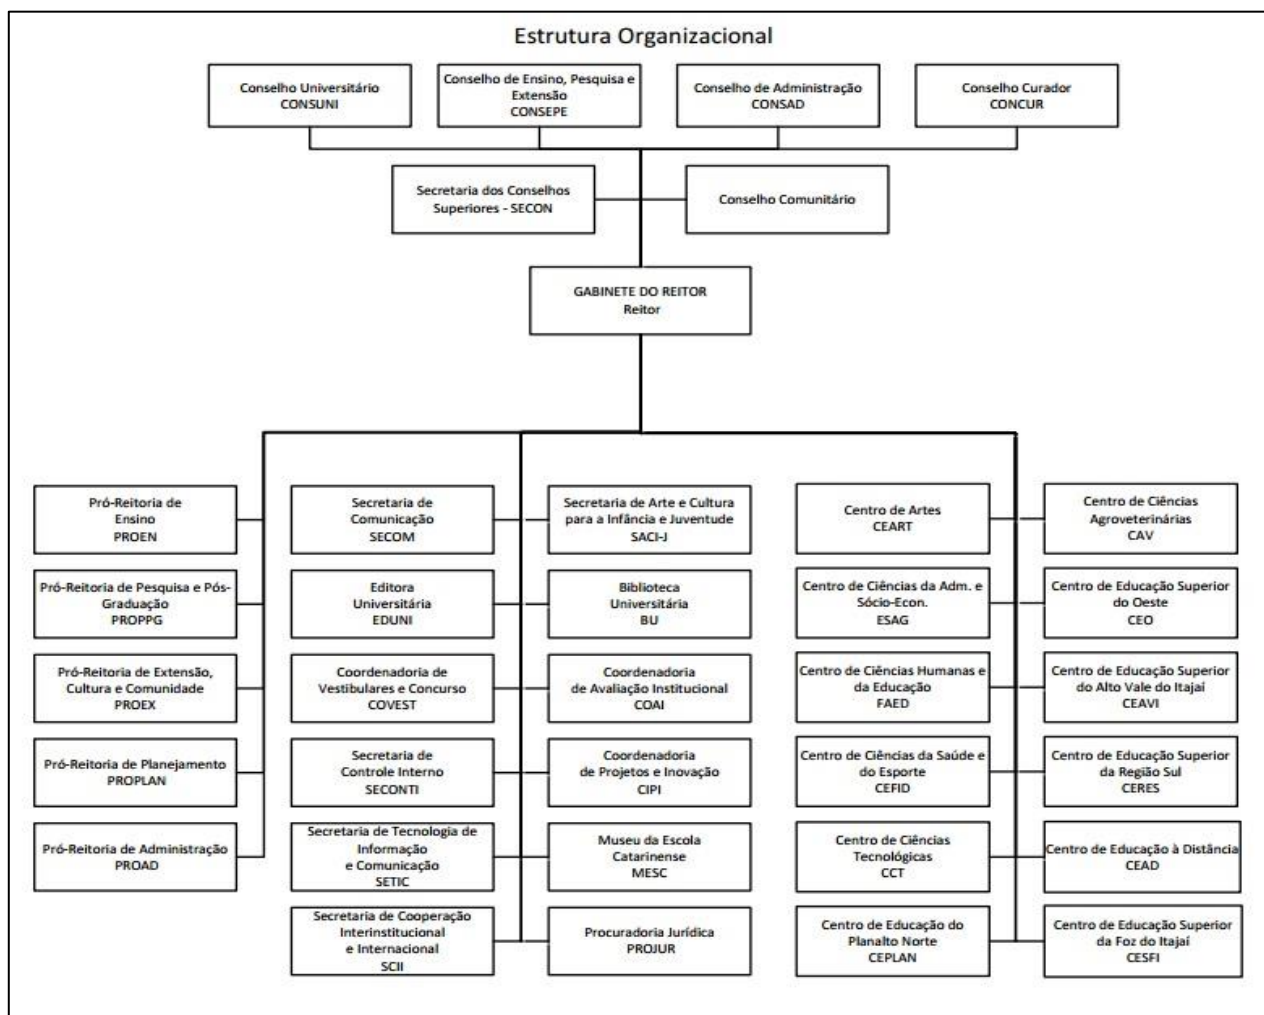 Estrutura Organizacional
Conselho Universitário
CONSUNI
Conselho de Ensino, Pesquisa e
Extensão
CONSEPE
Conselho de Administração
CONSAD
Conselho Curador
CONCUR
Secretaria dos Conselhos
Superiores - SECON
Conselho Comunitário
GABINETE DO REITOR
Reitor
Pró-Reitoria de
Ensino
PROEN
Secretaria de
Comunicação
SECOM
Secretaria de Arte e Cultura
para a Infância e Juventude
SACI-J
Centro de Artes
CEART
Centro de Ciências
Agroveterinárias
CAV
Pró-Reitoria de Pesquisa e Pós-
Graduação
PROPPG
Editora
Universitária
EDUNI
Biblioteca
Universitária
BU
Centro de Ciências da Adm. e
Sócio-Econ.
ESAG
Centro de Educação Superior
do Oeste
CEO
Pró-Reitoria de Extensão,
Cultura e Comunidade
PROEX
Coordenadoria de
Vestibulares e Concurso
COVEST
Coordenadoria
de Avaliação Institucional
COAI
Centro de Ciências Humanas e
da Educação
FAED
Centro de Educação Superior
do Alto Vale do Itajaí
CEAVI
Pró-Reitoria de Planejamento
PROPLAN
Secretaria de
Controle Interno
SECONTI
Coordenadoria
de Projetos e Inovação
CIPI
Centro de Ciências da Saúde e
do Esporte
CEFID
Centro de Educação Superior
da Região Sul
CERES
Pró-Reitoria de Administração
PROAD
Secretaria de Tecnologia de
Informação
e Comunicação
SETIC
Museu da Escola
Catarinense
MESC
Centro de Ciências
Tecnológicas
CCT
Centro de Educação à Distância
CEAD
Secretaria de Cooperação
Interinstitucional
e Internacional
SCII
Procuradoria Jurídica
PROJUR
Centro de Educação do
Planalto Norte
CEPLAN
Centro de Educação Superior
da Foz do Itajaí
CESFI